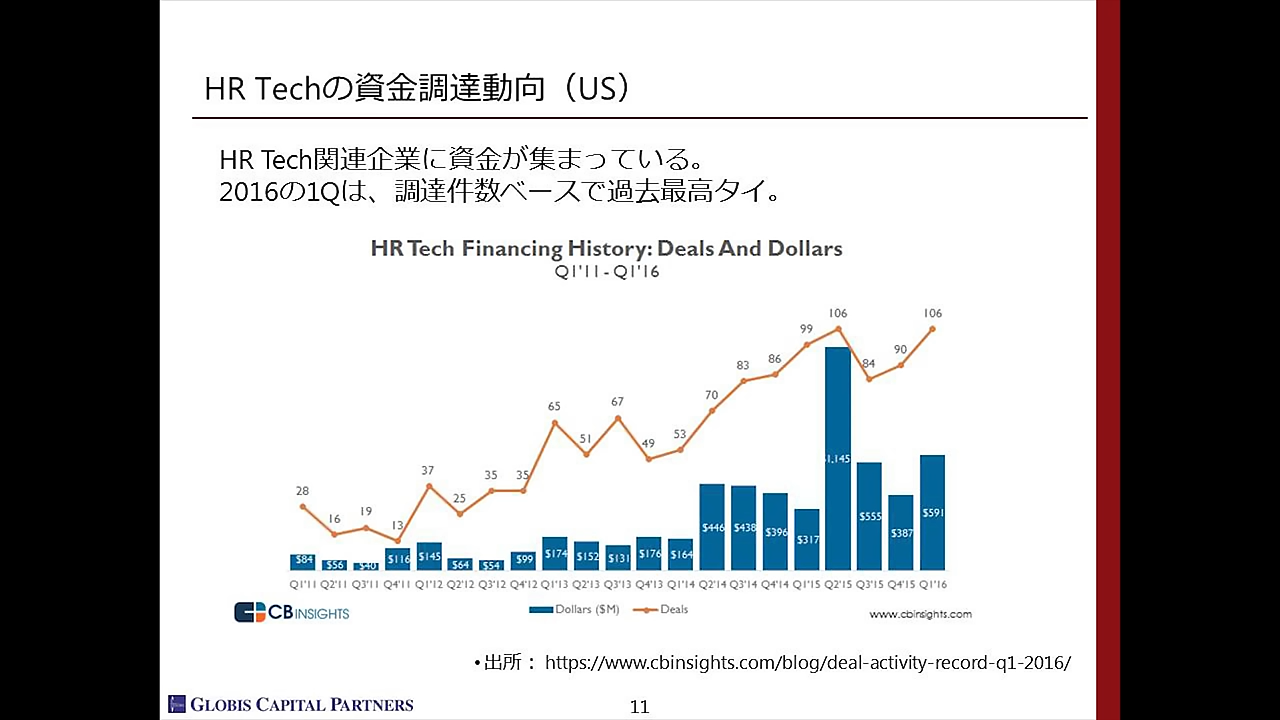 HR Techの資金調達動向（US）
HR Tech関連企業に資金が集まっている。
2016の1Qは、調達件数ベースで過去最高タイ。
HR Tech Financing History: Deals And Dollars
Q1'11 - Q1'16
28 16 19 13 37 25 35 35 65 51 67 49 53 70 83 86 99 106 84 90 106
$84 $56 $40 $116 $145 $64 $54 $99 $174 $152 $131 $176 $164 $446 $438 $396 $317 1,145 $555 $387 $591
Q1'11 Q2'11 Q3'11 Q4'11 Q1'12 Q2'12 Q3'12 Q4'12 Q1'13 Q2'13 Q3'13 Q4'13 Q1'14 Q2'14 Q3'14 Q4'14 Q1'15 Q2'15 Q3'15 Q4'15 Q1'16
Dollars ($M) Deals
CBINSIGHTS
www.cbinsights.com
•出所： https://www.cbinsights.com/blog/deal-activity-record-q1-2016/
GLOBIS CAPITAL PARTNERS
11